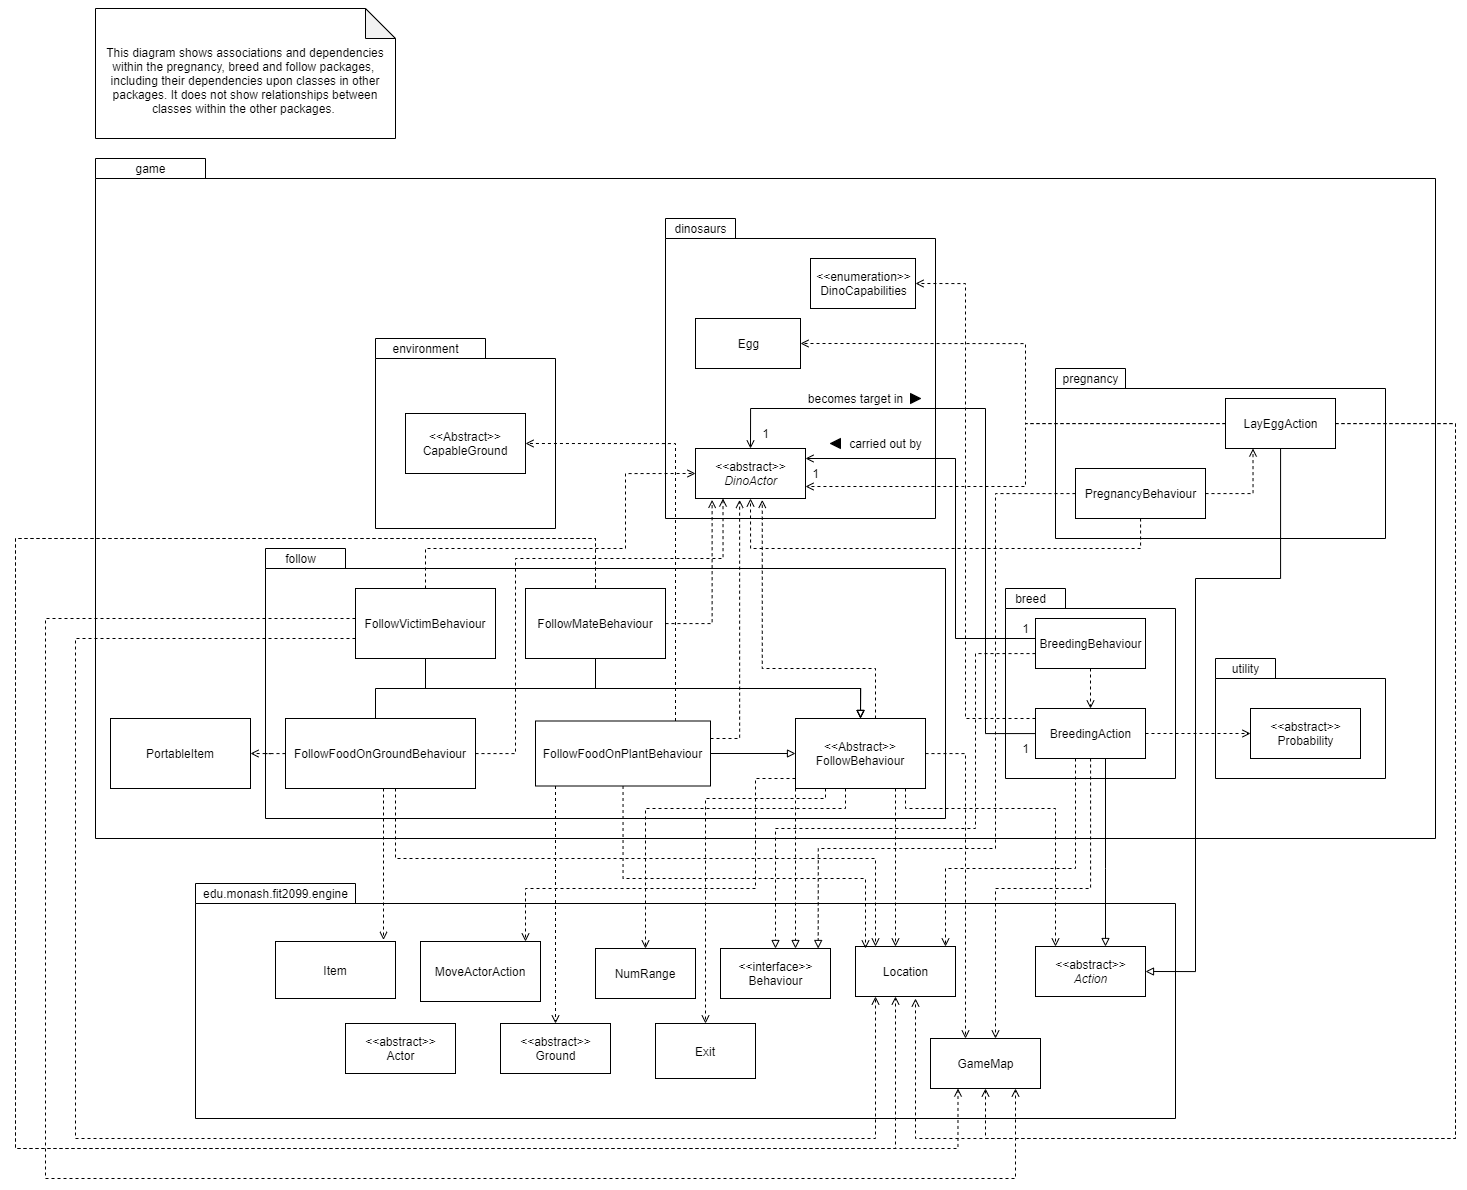 This diagram shows associations and dependencies
within the pregnancy, breed and follow packages,
including their dependencies upon classes in other
packages. It does not show relationships between
classes within the other packages.
game
dinosaurs
<<enumeration>>
DinoCapabilities
Egg
environment
<<Abstract>>
CapableGround
becomes target in
1
carried out by
<<abstract>>
DinoActor
1
pregnancy
LayEggAction
PregnancyBehaviour
follow
FollowVictimBehaviour
FollowMateBehaviour
PortableItem
FollowFoodOnGroundBehaviour
FollowFoodOnPlantBehaviour
<<Abstract>>
FollowBehaviour
breed
1
BreedingBehaviour
BreedingAction
1
utility
<<abstract>>
Probability
edu.monash.fit2099.engine
Item
MoveActorAction
NumRange
<<interface>>
Behaviour
Location
<<abstract>>
Action
<<abstract>>
Actor
<<abstract>>
Ground
Exit
GameMap